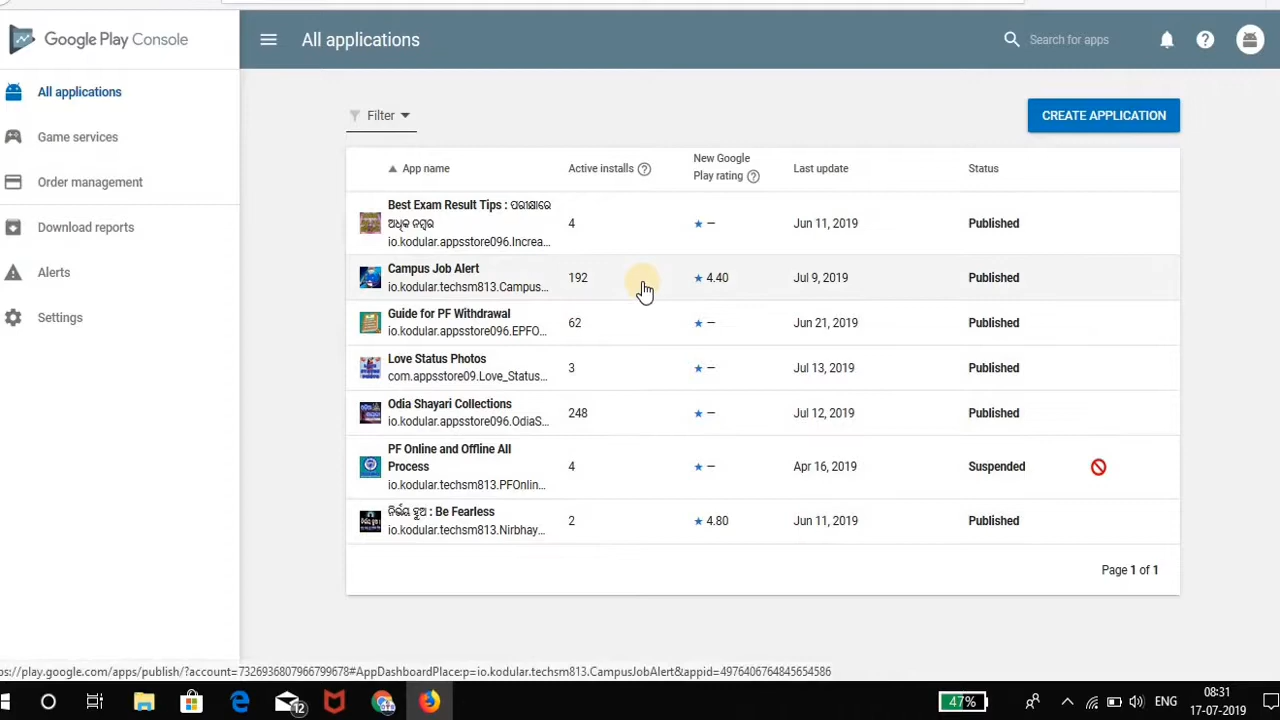 Google Play Console
All applications
Search for apps
All applications
Game services
Order management
Download reports
Alerts
Settings
Filter
CREATE APPLICATION
App name
Active installs
New Google
Play rating
Last update
Status
Best Exam Result Tips : ପରୀକ୍ଷାରେ
ଅଧିକ ନମ୍ବର
io.kodular.appsstore096.Increa...
4
★ —
Jun 11, 2019
Published
Campus Job Alert
io.kodular.techsm813.Campus...
192
★ 4.40
Jul 9, 2019
Published
Guide for PF Withdrawal
io.kodular.appsstore096.EPFO...
62
★ —
Jun 21, 2019
Published
Love Status Photos
com.appsstore09.Love_Status...
3
★ —
Jul 13, 2019
Published
Odia Shayari Collections
io.kodular.appsstore096.OdiaS...
248
★ —
Jul 12, 2019
Published
PF Online and Offline All
Process
io.kodular.techsm813.PFOnlin...
4
★ —
Apr 16, 2019
Suspended
ନିର୍ଭୟ ହୁଅ : Be Fearless
io.kodular.techsm813.Nirbhay...
2
★ 4.80
Jun 11, 2019
Published
Page 1 of 1
ps://play.google.com/apps/publish/?account=7326936807966799678#AppDashboardPlace:p=io.kodular.techsm813.CampusJobAlert&appid=4976406764845654586
12
47%
ENG
08:31
17-07-2019